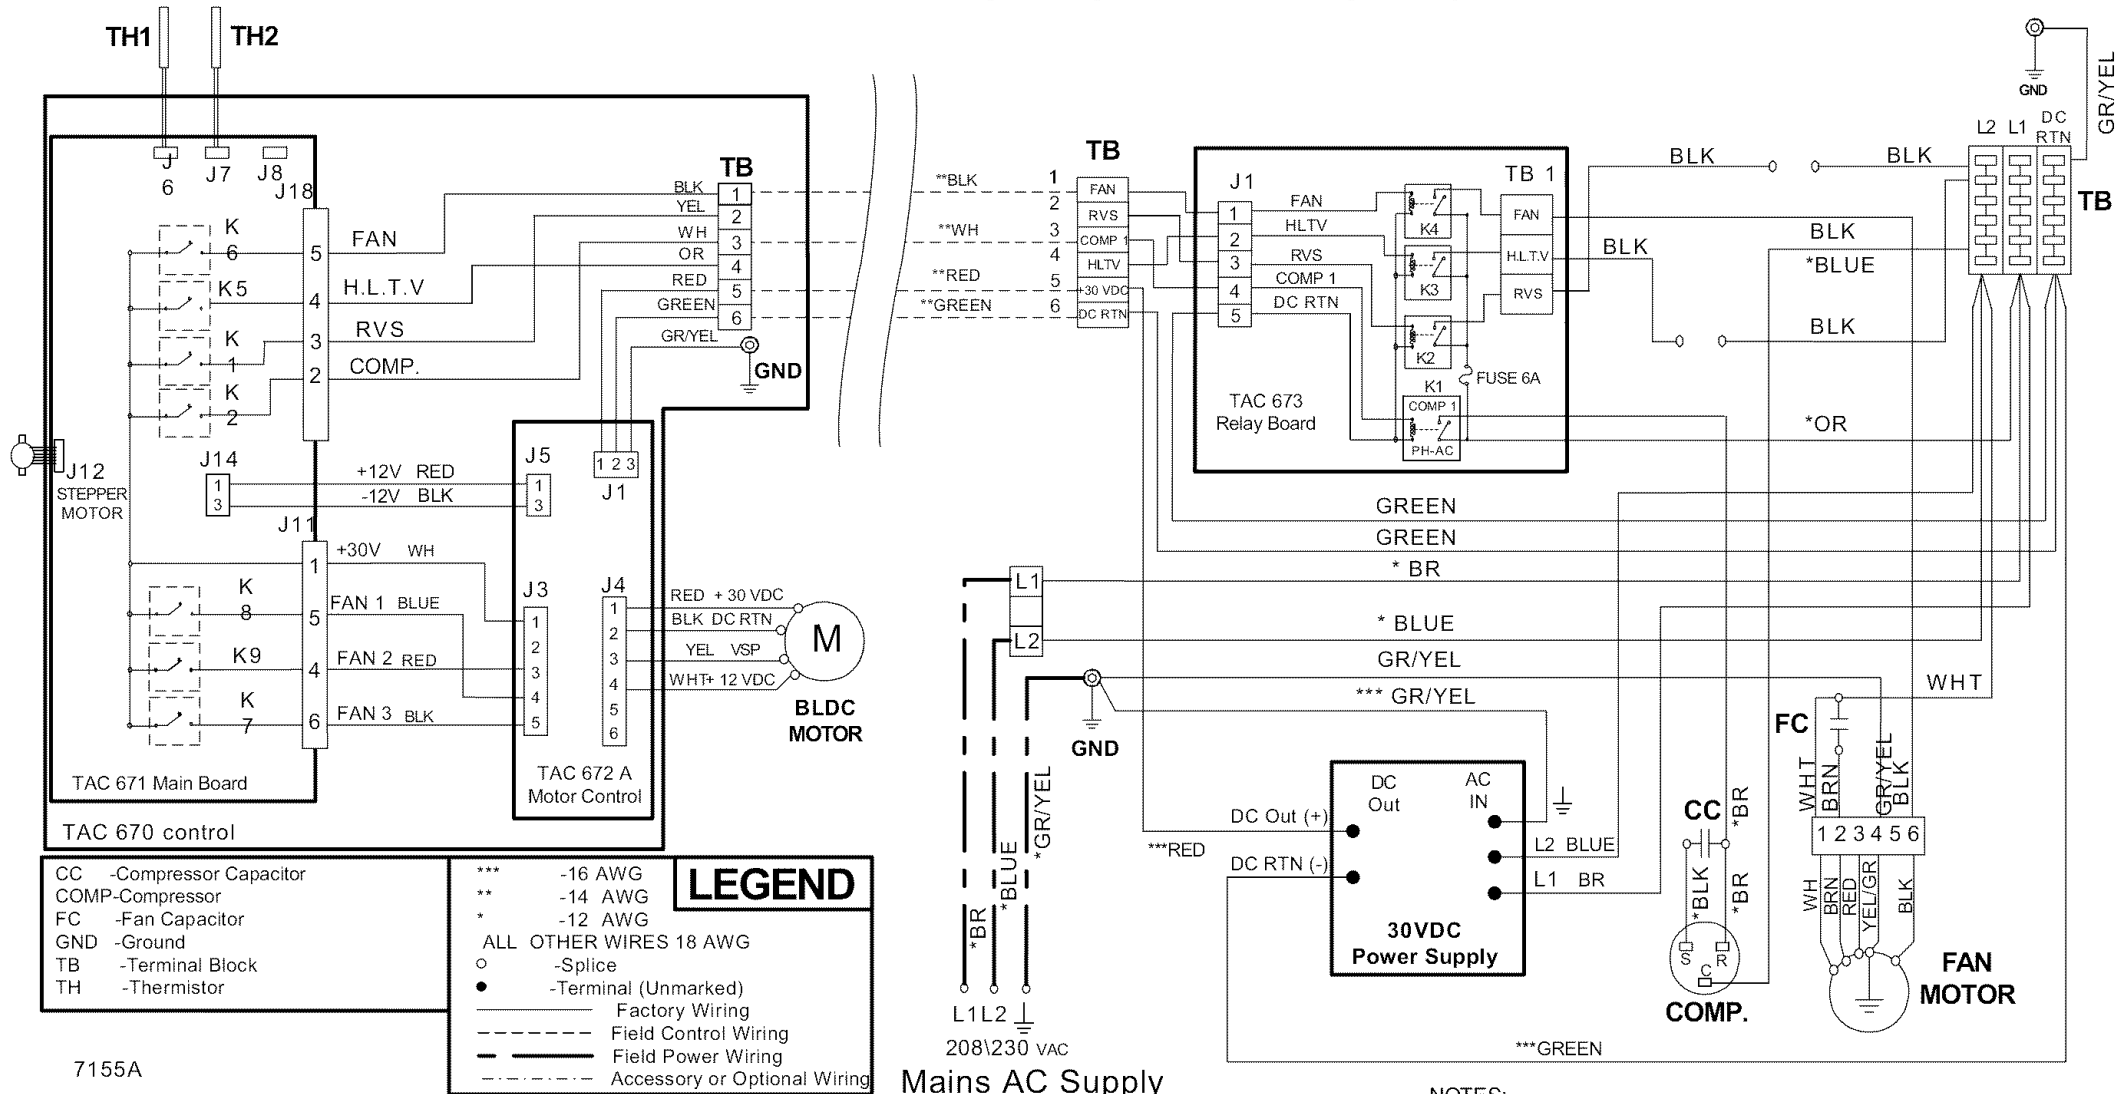 TH1
TH2
J
6
J7
J8
J18
K
6
K5
K
1
K
2
5
4
3
2
FAN
H.L.T.V
RVS
COMP.
TB
BLK
YEL
WH
OR
RED
GREEN
GR/YEL
1
2
3
4
5
6
GND
J12
STEPPER
MOTOR
J14
1
3
+12V RED
-12V BLK
J5
1
3
1 2 3
J1
J11
1
5
4
6
+30V WH
FAN 1 BLUE
FAN 2 RED
FAN 3 BLK
K
8
K9
K
7
J3
1
2
3
4
5
J4
1
2
3
4
5
6
RED + 30 VDC
BLK DC RTN
YEL VSP
WHT+ 12 VDC
M
BLDC
MOTOR
TAC 671 Main Board
TAC 672 A
Motor Control
TAC 670 control
**BLK
**WH
**RED
**GREEN
TB
1
2
3
4
5
6
FAN
RVS
COMP 1
HLTV
+30 VDC
DC RTN
J1
1
2
3
4
5
FAN
HLTV
RVS
COMP 1
DC RTN
K4
K3
K2
FUSE 6A
K1
COMP 1
PH-AC
TB 1
FAN
H.L.T.V
RVS
TAC 673
Relay Board
BLK
BLK
BLK
BLK
*BLUE
BLK
*OR
GND
GR/YEL
L2 L1 DC
RTN
TB
GREEN
GREEN
* BR
* BLUE
GR/YEL
*** GR/YEL
L1
L2
GND
*BR
*BLUE
*GR/YEL
L1 L2
208\230 VAC
Mains AC Supply
DC
Out
AC
IN
DC Out (+)
***RED
DC RTN (-)
L2 BLUE
L1 BR
30VDC
Power Supply
***GREEN
CC
*BR
*BLK
*BR
S
R
C
COMP.
WHT
FC
WHT
BRN
GR/YEL
BLK
1 2 3 4 5 6
WH
BRN
RED
YEL/GR
BLK
FAN
MOTOR
CC -Compressor Capacitor
COMP-Compressor
FC -Fan Capacitor
GND -Ground
TB -Terminal Block
TH -Thermistor
LEGEND
*** -16 AWG
** -14 AWG
* -12 AWG
ALL OTHER WIRES 18 AWG
-Splice
-Terminal (Unmarked)
Factory Wiring
Field Control Wiring
Field Power Wiring
Accessory or Optional Wiring
7155A
NOTES: